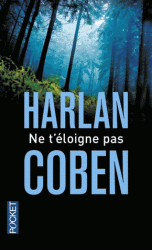 HARLAN
Ne t'éloigne pas
COBEN
POCKET